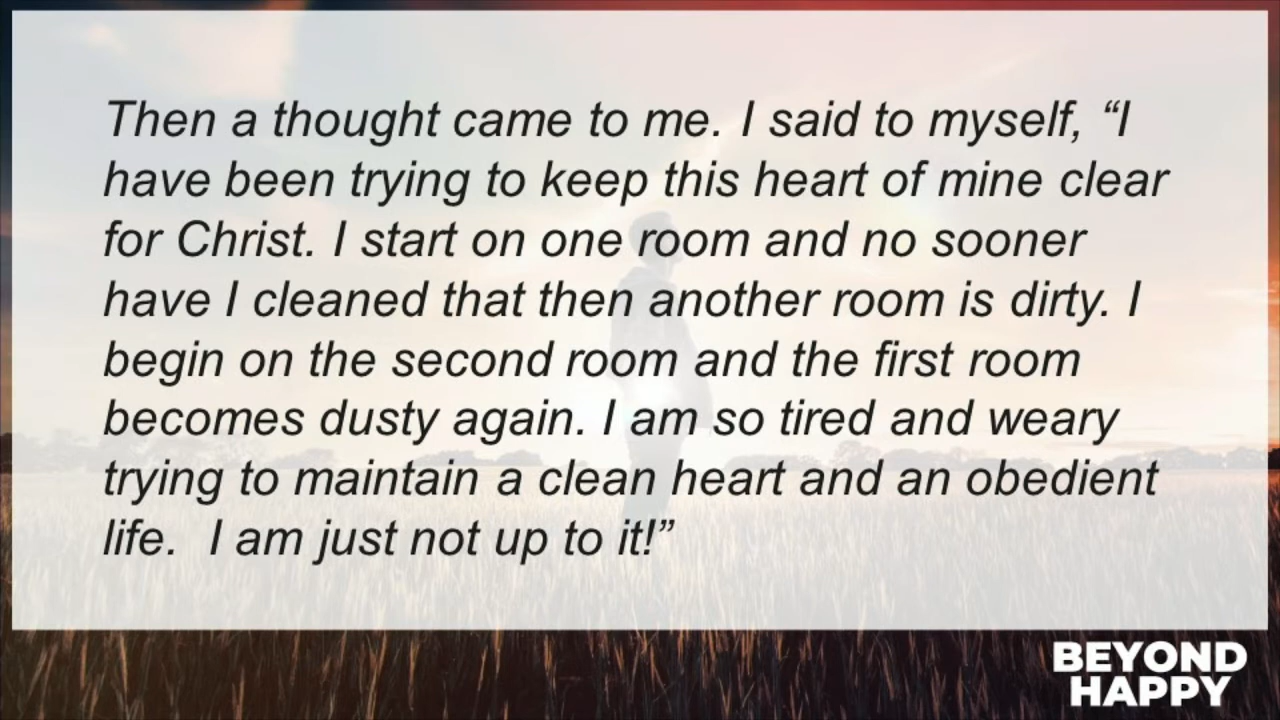 Then a thought came to me. I said to myself, “I
have been trying to keep this heart of mine clear
for Christ. I start on one room and no sooner
have I cleaned that then another room is dirty. I
begin on the second room and the first room
becomes dusty again. I am so tired and weary
trying to maintain a clean heart and an obedient
life.  I am just not up to it!”
BEYOND
HAPPY